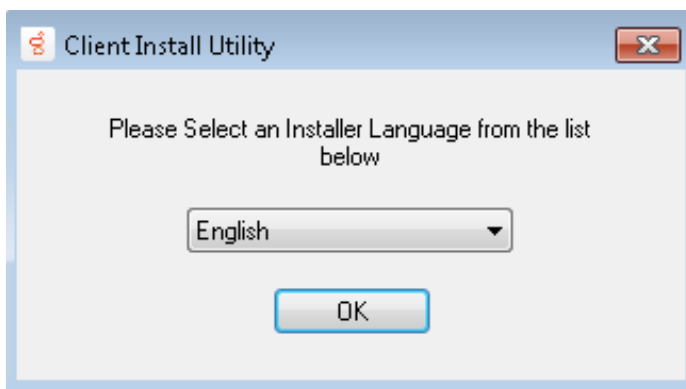 Client Install Utility
Please Select an Installer Language from the list
below
English
OK